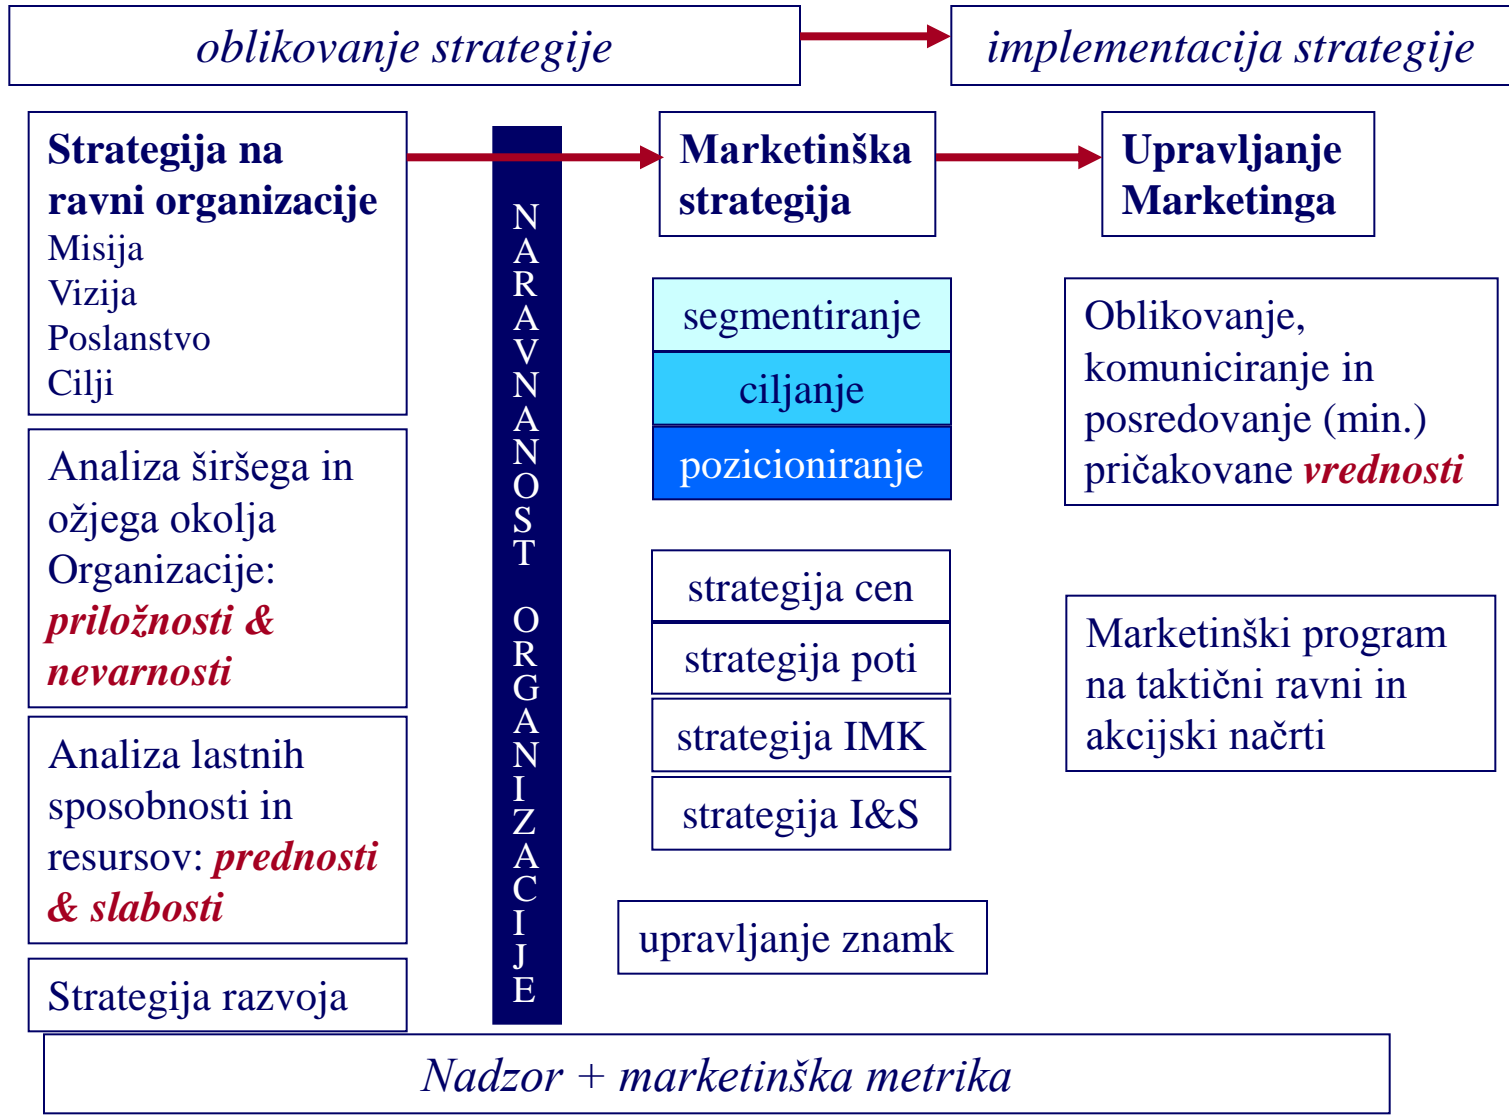 oblikovanje strategije
implementacija strategije
Strategija na
ravni organizacije
Misija
Vizija
Poslanstvo
Cilji
Analiza širšega in
ožjega okolja
Organizacije:
priložnosti &
nevarnosti
Analiza lastnih
sposobnosti in
resursov: prednosti
& slabosti
Strategija razvoja
NARAVNANOST ORGANIZACIJE
Marketinška
strategija
segmentiranje
ciljanje
pozicioniranje
strategija cen
strategija poti
strategija IMK
strategija I&S
upravljanje znamk
Upravljanje
Marketinga
Oblikovanje,
komuniciranje in
posredovanje (min.)
pričakovane vrednosti
Marketinški program
na taktični ravni in
akcijski načrti
Nadzor + marketinška metrika